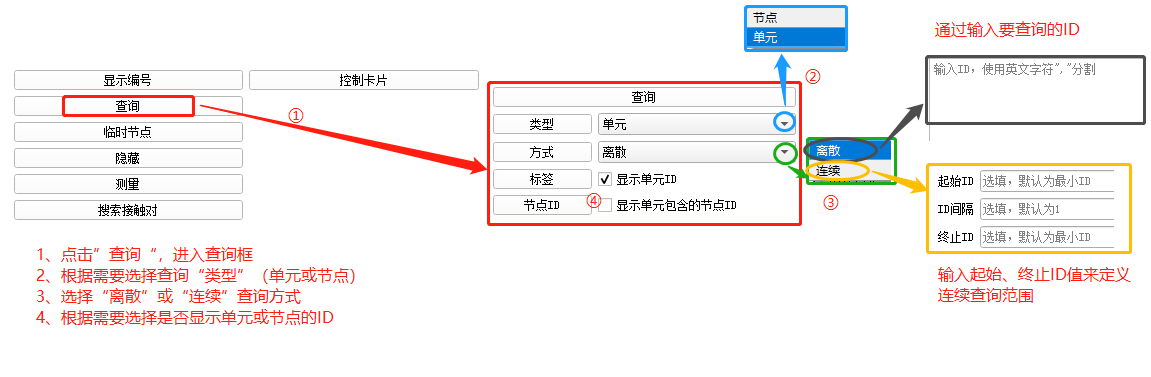 显示编号
控制卡片
查询
临时节点
隐藏
测量
搜索接触对
①
节点
单元
②
查询
类型
单元
方式
离散
标签
显示单元ID
节点ID
④
显示单元包含的节点ID
离散
连续
③
通过输入要查询的ID
输入ID，使用英文字符”,”分割
起始ID
选填，默认为最小ID
ID间隔
选填，默认为1
终止ID
选填，默认为最小ID
输入起始、终止ID值来定义
连续查询范围
1、点击”查询“，进入查询框
2、根据需要选择查询“类型”（单元或节点）
3、选择“离散”或“连续”查询方式
4、根据需要选择是否显示单元或节点的ID